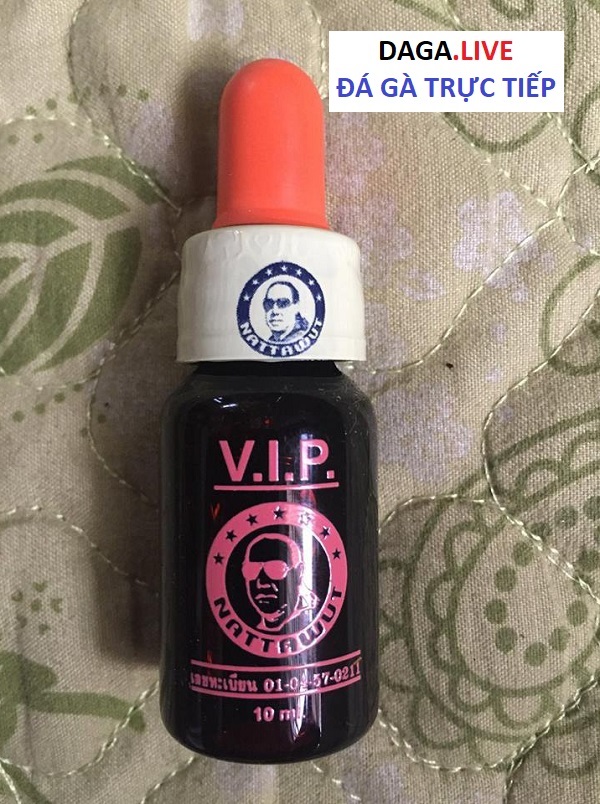 DAGA.LIVE
ĐÁ GÀ TRỰC TIẾP
NATTAWUT
V.I.P.
NATTAWUT
เลขทะเบียน 01-02-57-0211
10 ml.